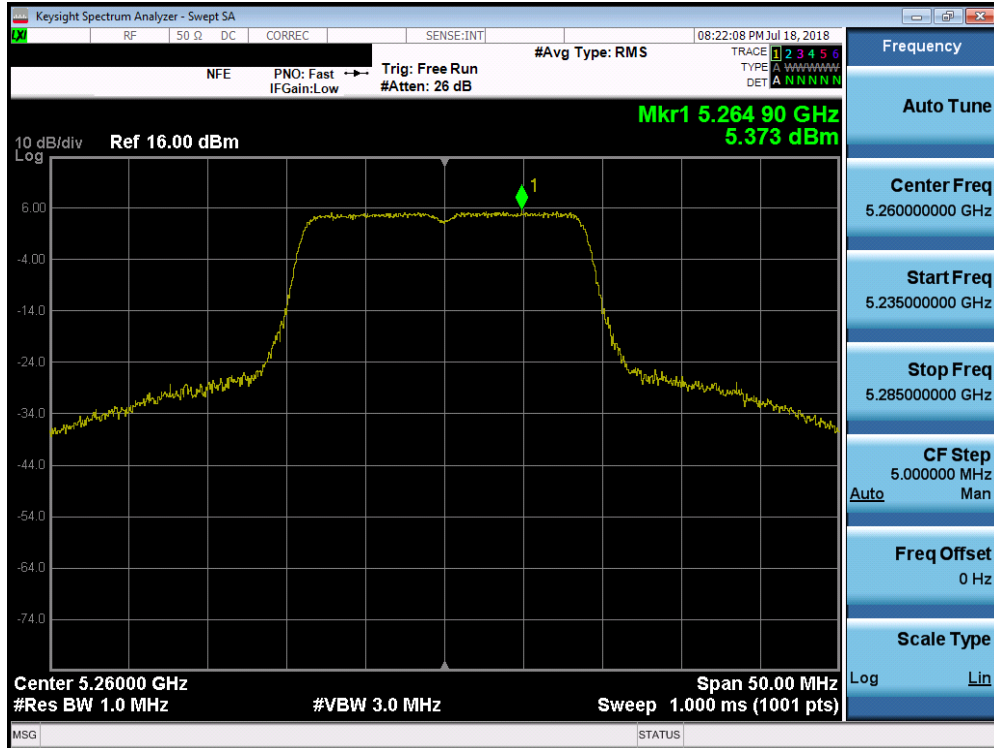 Keysight Spectrum Analyzer - Swept SA
LXI RF 50 Ω DC CORREC SENSE:INT 08:22:08 PM Jul 18, 2018
NFE PNO: Fast Trig: Free Run #Avg Type: RMS TRACE 1 2 3 4 5 6
IFGain:Low #Atten: 26 dB TYPE A WWWWW
DET A N N N N N
Mkr1 5.264 90 GHz
5.373 dBm
10 dB/div Ref 16.00 dBm
Log
1
6.00
-4.00
-14.0
-24.0
-34.0
-44.0
-54.0
-64.0
-74.0
Center 5.26000 GHz Span 50.00 MHz
#Res BW 1.0 MHz #VBW 3.0 MHz Sweep 1.000 ms (1001 pts)
MSG STATUS
Frequency
Auto Tune
Center Freq
5.260000000 GHz
Start Freq
5.235000000 GHz
Stop Freq
5.285000000 GHz
CF Step
5.000000 MHz
Auto Man
Freq Offset
0 Hz
Scale Type
Log Lin